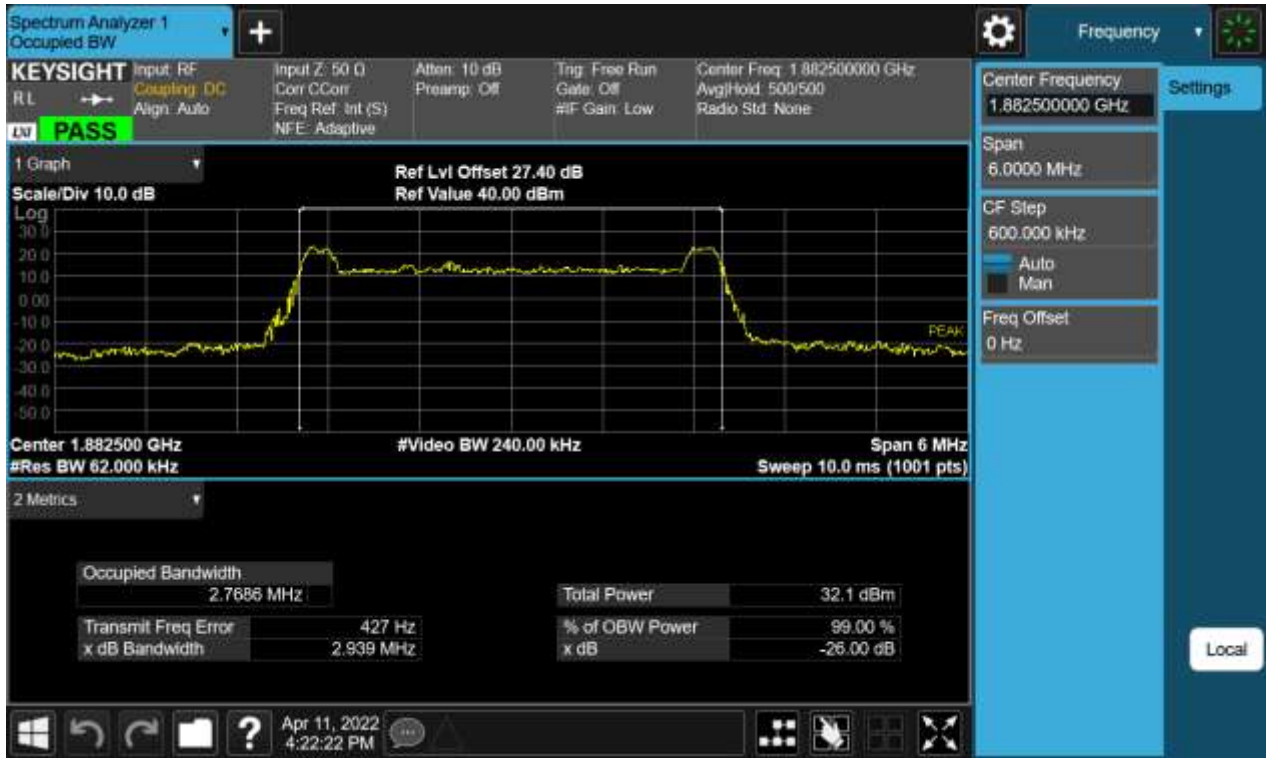 Spectrum Analyzer 1
Occupied BW
+
Frequency
KEYSIGHT
RL
LXI
PASS
Input: RF
Coupling: DC
Align: Auto
Input Z: 50 Ω
Corr CCorr
Freq Ref: Int (S)
NFE: Adaptive
Atten: 10 dB
Preamp: Off
Trig: Free Run
Gate: Off
#IF Gain: Low
Center Freq: 1.882500000 GHz
Avg|Hold: 500/500
Radio Std: None
1 Graph
Scale/Div 10.0 dB
Ref Lvl Offset 27.40 dB
Ref Value 40.00 dBm
Log
30.0
20.0
10.0
0.00
-10.0
-20.0
-30.0
-40.0
-50.0
PEAK
Center 1.882500 GHz
#Video BW 240.00 kHz
Span 6 MHz
#Res BW 62.000 kHz
Sweep 10.0 ms (1001 pts)
2 Metrics
Occupied Bandwidth
2.7686 MHz
Total Power 32.1 dBm
Transmit Freq Error 427 Hz
% of OBW Power 99.00 %
x dB Bandwidth 2.939 MHz
x dB -26.00 dB
Center Frequency
1.882500000 GHz
Settings
Span
6.0000 MHz
CF Step
600.000 kHz
Auto
Man
Freq Offset
0 Hz
Local
?
Apr 11, 2022
4:22:22 PM